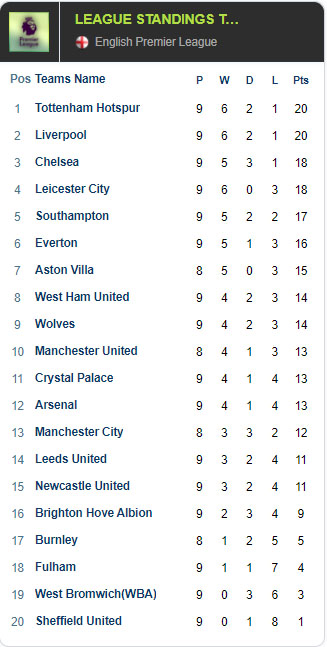 Premier League
LEAGUE STANDINGS T...
English Premier League
Pos Teams Name P W D L Pts
1 Tottenham Hotspur 9 6 2 1 20
2 Liverpool 9 6 2 1 20
3 Chelsea 9 5 3 1 18
4 Leicester City 9 6 0 3 18
5 Southampton 9 5 2 2 17
6 Everton 9 5 1 3 16
7 Aston Villa 8 5 0 3 15
8 West Ham United 9 4 2 3 14
9 Wolves 9 4 2 3 14
10 Manchester United 8 4 1 3 13
11 Crystal Palace 9 4 1 4 13
12 Arsenal 9 4 1 4 13
13 Manchester City 8 3 3 2 12
14 Leeds United 9 3 2 4 11
15 Newcastle United 9 3 2 4 11
16 Brighton Hove Albion 9 2 3 4 9
17 Burnley 8 1 2 5 5
18 Fulham 9 1 1 7 4
19 West Bromwich(WBA) 9 0 3 6 3
20 Sheffield United 9 0 1 8 1